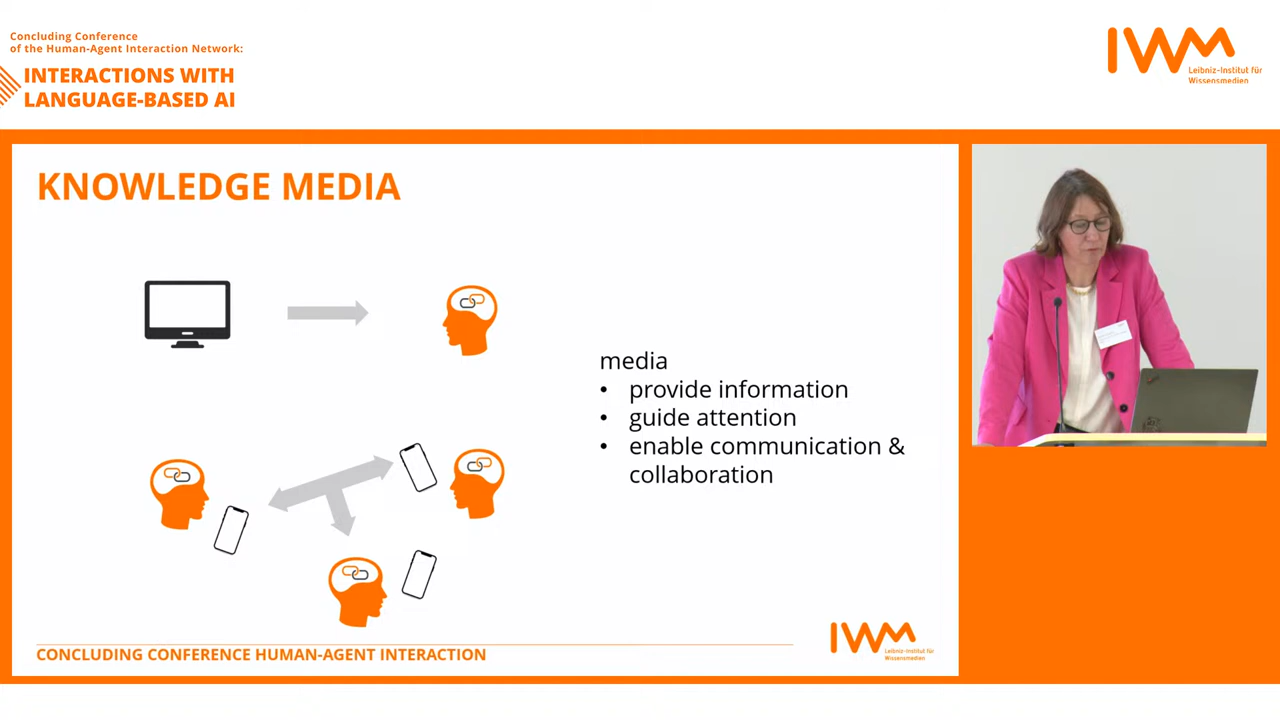 Concluding Conference
of the Human-Agent Interaction Network:
INTERACTIONS WITH
LANGUAGE-BASED AI
IWM
Leibniz-Institut für
Wissensmedien
KNOWLEDGE MEDIA
media
• provide information
• guide attention
• enable communication &
collaboration
IWM
Leibniz-Institut für
Wissensmedien
CONCLUDING CONFERENCE HUMAN-AGENT INTERACTION